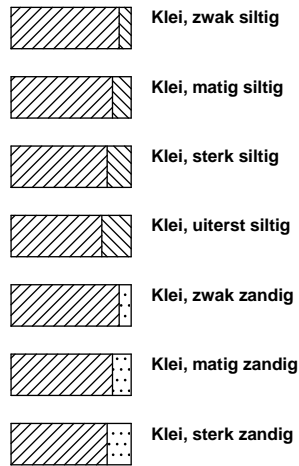 Klei, zwak siltig
Klei, matig siltig
Klei, sterk siltig
Klei, uiterst siltig
Klei, zwak zandig
Klei, matig zandig
Klei, sterk zandig